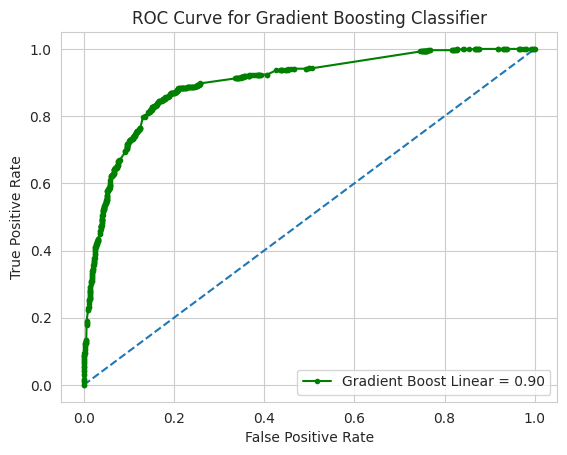 ROC Curve for Gradient Boosting Classifier
True Positive Rate
1.0
0.8
0.6
0.4
0.2
0.0
Gradient Boost Linear = 0.90
0.0 0.2 0.4 0.6 0.8 1.0
False Positive Rate